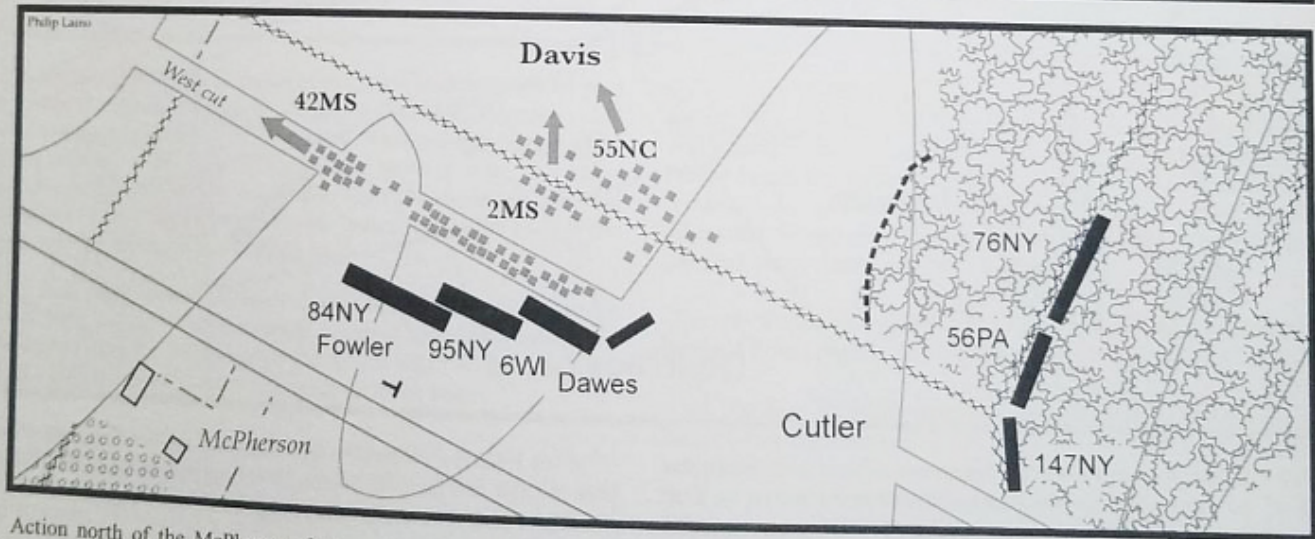 Philip Laino
Davis
West cut
42MS
55NC
2MS
76NY
84NY
Fowler
95NY
6WI
Dawes
56PA
Cutler
McPherson
147NY
Action north of the